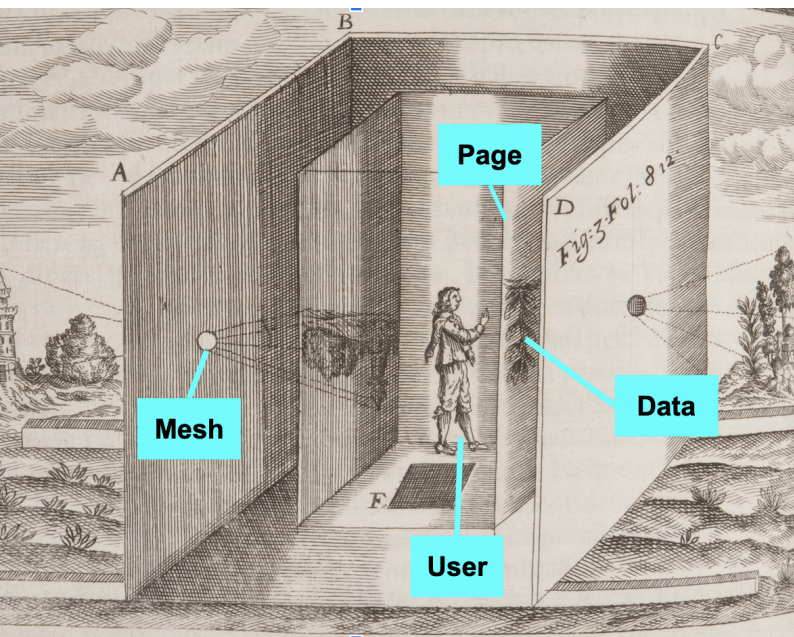 B
C
A
Page
D
Fig: 3. Fol: 812.
Mesh
Data
E
User